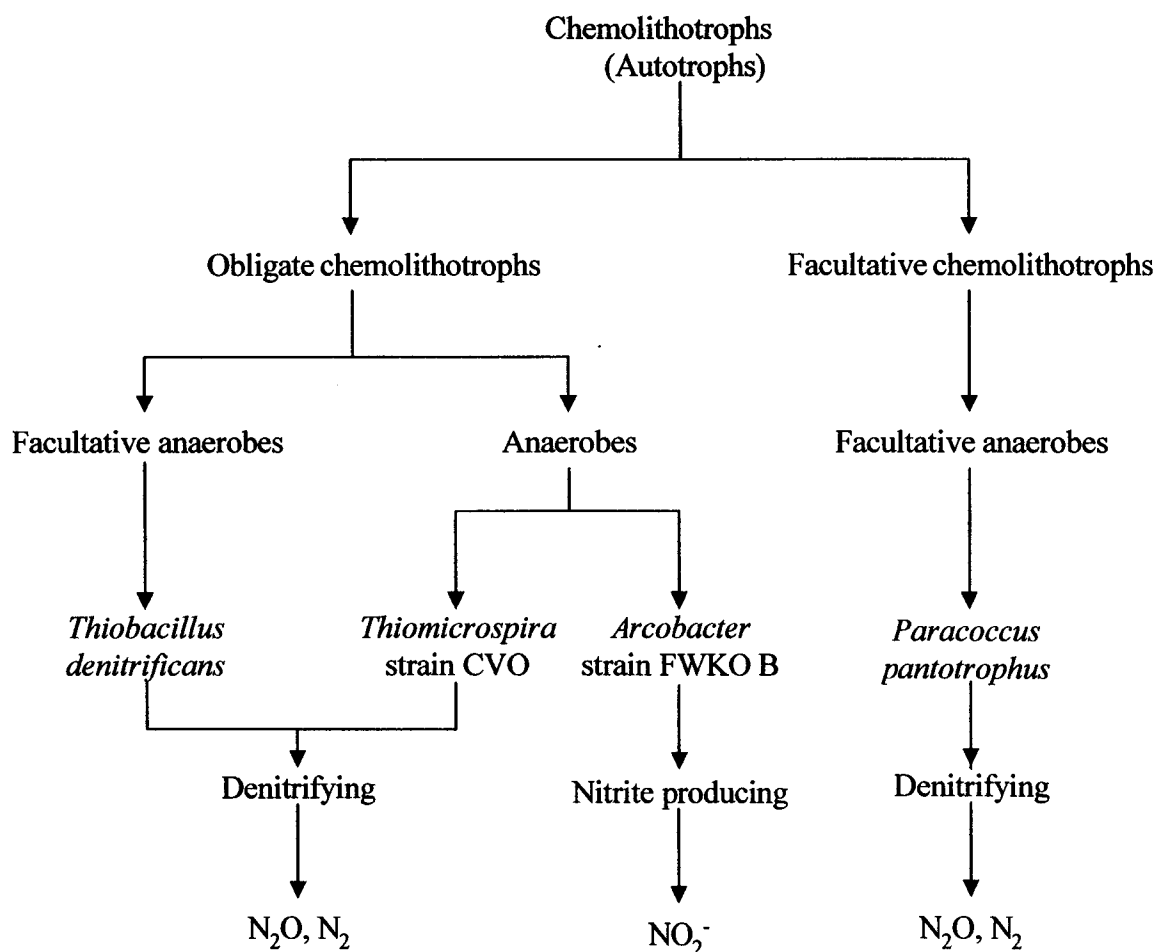 Chemolithotrophs
(Autotrophs)
Obligate chemolithotrophs
Facultative chemolithotrophs
Facultative anaerobes
Anaerobes
Facultative anaerobes
Thiobacillus
denitrificans
Thiomicrospira
strain CVO
Arcobacter
strain FWKO B
Paracoccus
pantotrophus
Denitrifying
Nitrite producing
Denitrifying
N₂O, N₂
NO₂⁻
N₂O, N₂